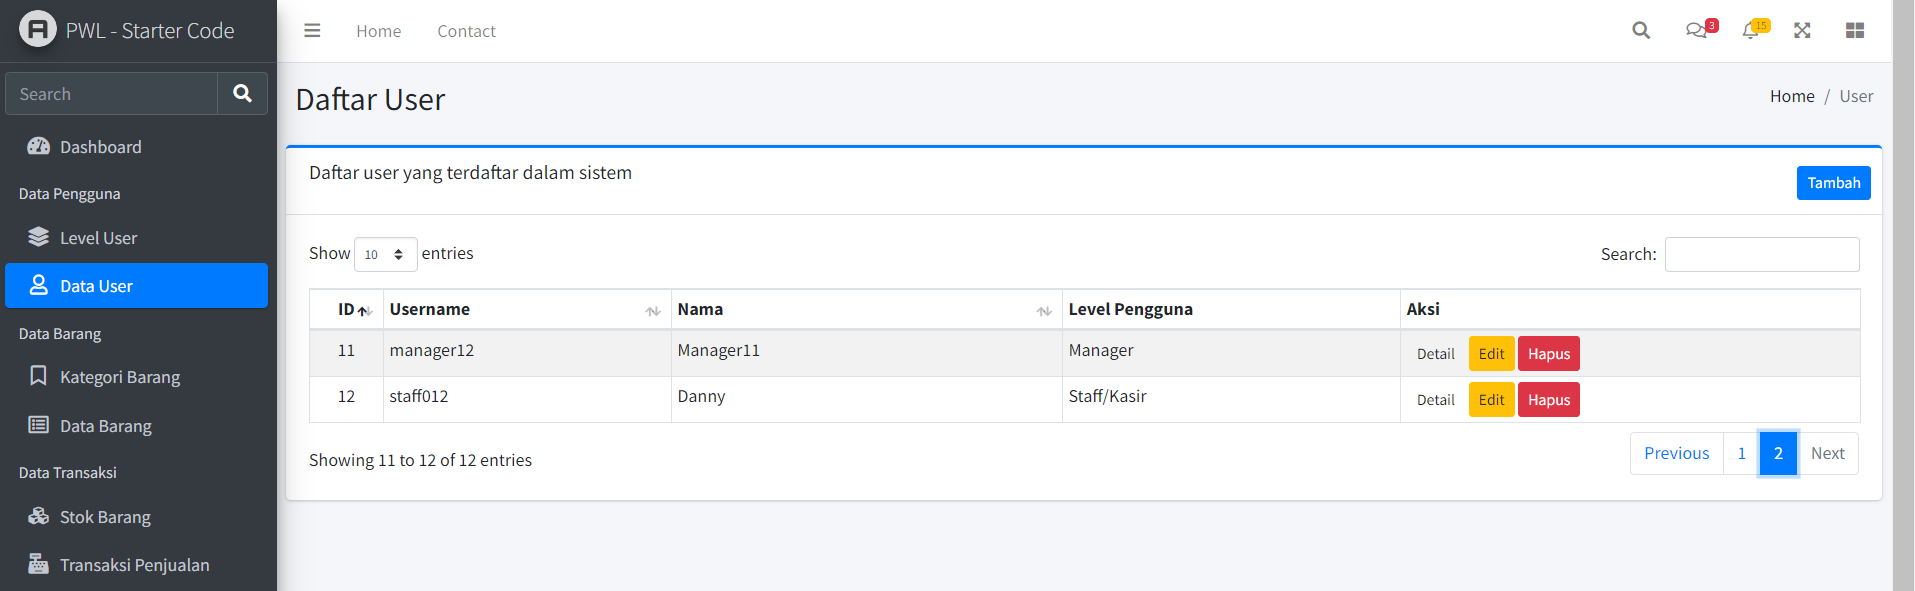 PWL - Starter Code
Search
Dashboard
Data Pengguna
Level User
Data User
Data Barang
Kategori Barang
Data Barang
Data Transaksi
Stok Barang
Transaksi Penjualan
Home Contact
3 15
Daftar User
Home / User
Daftar user yang terdaftar dalam sistem
Tambah
Show 10 entries
Search:
ID Username Nama Level Pengguna Aksi
11 manager12 Manager11 Manager Detail Edit Hapus
12 staff012 Danny Staff/Kasir Detail Edit Hapus
Showing 11 to 12 of 12 entries
Previous 1 2 Next